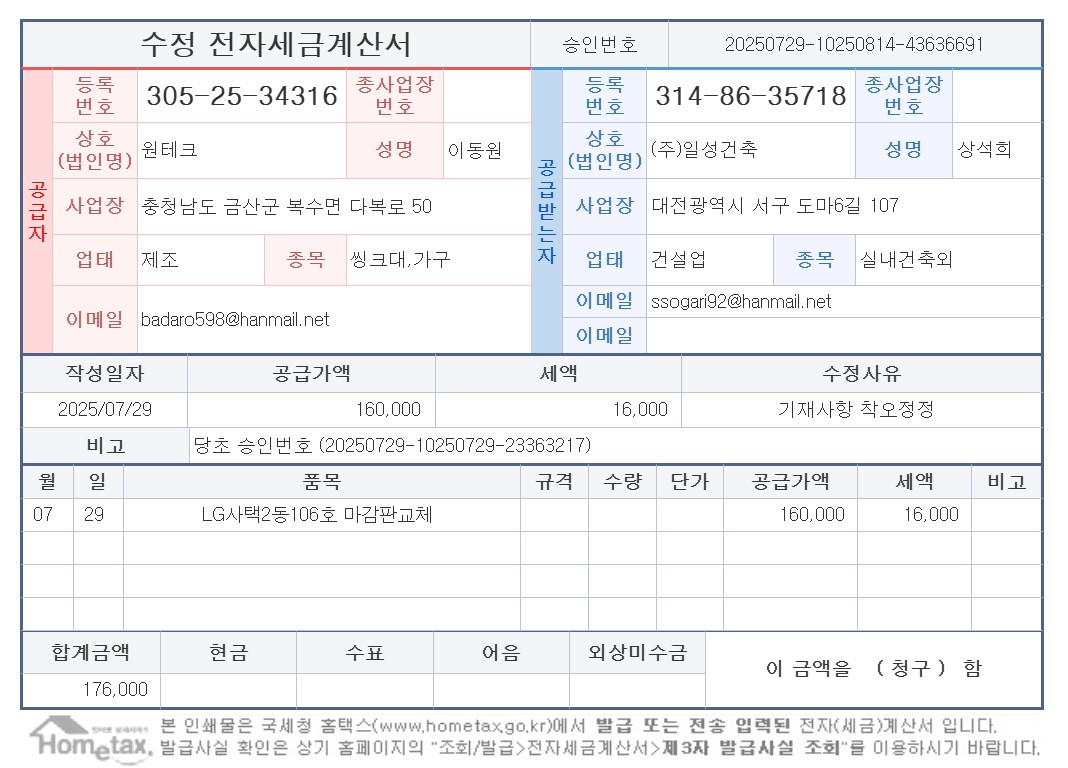 수정 전자세금계산서 승인번호 20250729-10250814-43636691
공급자
등록번호 305-25-34316 종사업장번호
상호(법인명) 원테크 성명 이동원
사업장 충청남도 금산군 복수면 다복로 50
업태 제조 종목 씽크대,가구
이메일 badaro598@hanmail.net
공급받는자
등록번호 314-86-35718 종사업장번호
상호(법인명) (주)일성건축 성명 상석희
사업장 대전광역시 서구 도마6길 107
업태 건설업 종목 실내건축외
이메일 ssogari92@hanmail.net
이메일
작성일자 공급가액 세액 수정사유
2025/07/29 160,000 16,000 기재사항 착오정정
비고 당초 승인번호 (20250729-10250729-23363217)
월 일 품목 규격 수량 단가 공급가액 세액 비고
07 29 LG사택2동106호 마감판교체 160,000 16,000
합계금액 현금 수표 어음 외상미수금 이 금액을 ( 청구 ) 함
176,000
Hometax. 본 인쇄물은 국세청 홈택스(www.hometax.go.kr)에서 발급 또는 전송 입력된 전자(세금)계산서 입니다.
발급사실 확인은 상기 홈페이지의 "조회/발급>전자세금계산서>제3자 발급사실 조회"를 이용하시기 바랍니다.